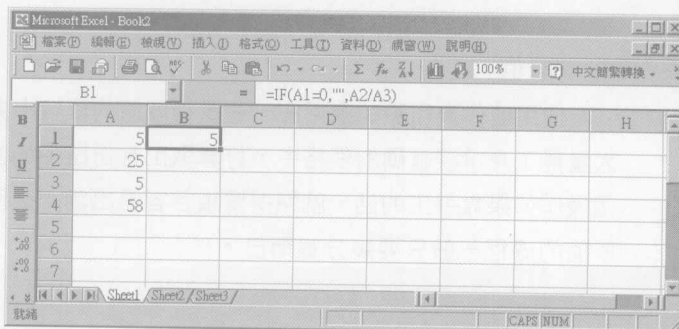 Microsoft Excel - Book2
檔案(F) 編輯(E) 檢視(V) 插入(I) 格式(O) 工具(T) 資料(D) 視窗(W) 說明(H)
ABC Σ fx 100% 中文簡繁轉換
B1 = =IF(A1=0,"",A2/A3)
A B C D E F G H
1 5 5
2 25
3 5
4 58
5
6
7
B
I
U
Sheet1 Sheet2 Sheet3
就緒 CAPS NUM